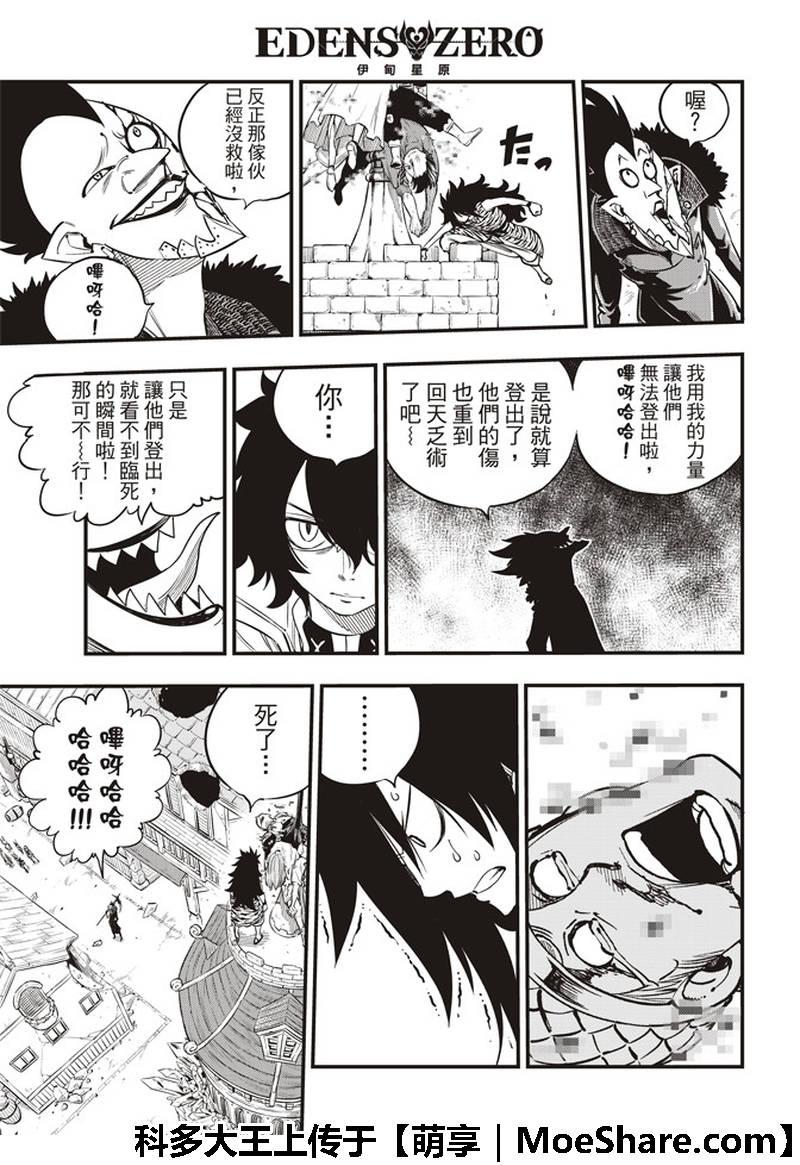 EDENS ZERO
伊甸星原
喔?
たっ
反正那傢伙
已經沒救啦,
嗶呀哈!
我用我的力量
讓他們
無法登出啦,
嗶呀哈哈!
是說就算
登出了,
他們的傷
也重到
回天乏術
了吧~
你…
只是
讓他們登出,
就看不到臨死
的瞬間啦!
那可不~行!
……
死了…
嗶呀哈哈
哈哈哈哈!!!
科多大王上传于【萌享 | MoeShare.com】